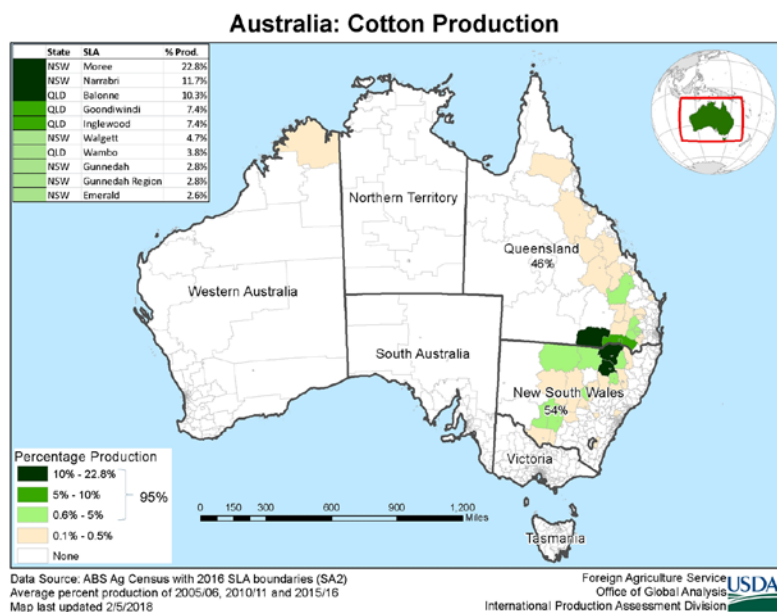 Australia: Cotton Production
State SLA % Prod.
NSW Moree 22.8%
NSW Narrabri 11.7%
QLD Balonne 10.3%
QLD Goondiwindi 7.4%
QLD Inglewood 7.4%
NSW Walgett 4.7%
QLD Wambo 3.8%
NSW Gunnedah 2.8%
NSW Gunnedah Region 2.8%
NSW Emerald 2.6%
Northern Territory
Queensland
46%
Western Australia
South Australia
New South Wales
54%
Victoria
Tasmania
Percentage Production
10% - 22.8%
5% - 10%
0.6% - 5%
95%
0.1% - 0.5%
None
0 150 300 600 900 1,200
Miles
Data Source: ABS Ag Census with 2016 SLA boundaries (SA2)
Average percent production of 2005/06, 2010/11 and 2015/16
Map last updated 2/5/2018
Foreign Agriculture Service
Office of Global Analysis
International Production Assessment Division
USDA